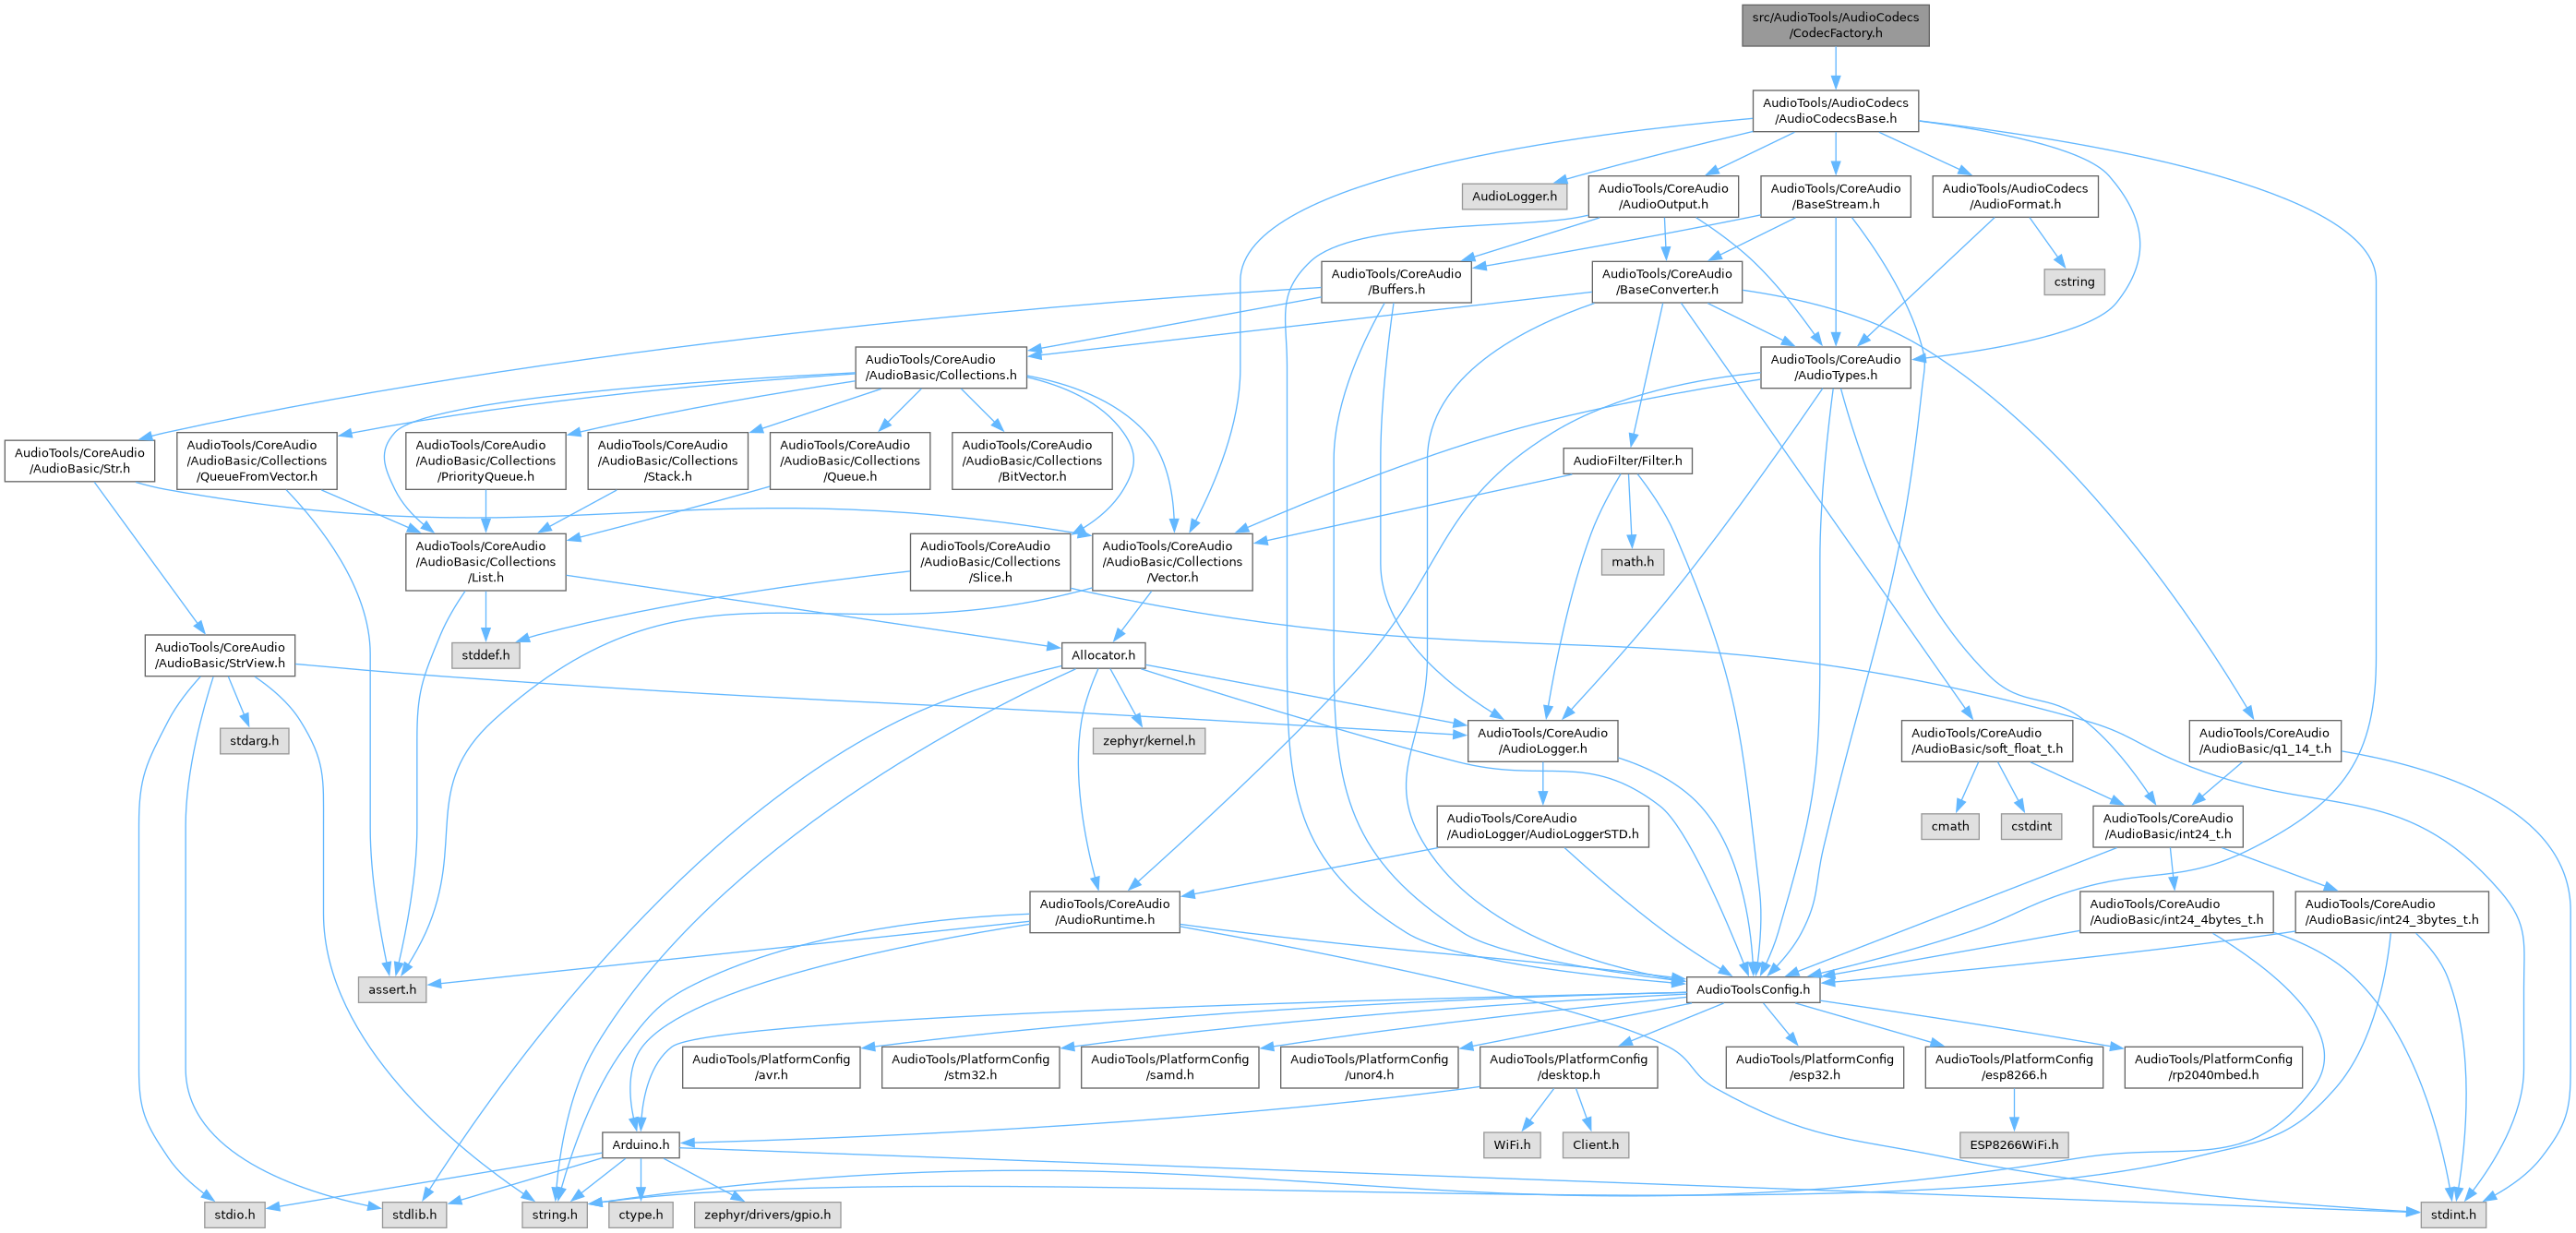 src/AudioTools/AudioCodecs
/CodecFactory.h
AudioTools/AudioCodecs
/AudioCodecsBase.h
AudioLogger.h
AudioTools/CoreAudio
/AudioOutput.h
AudioTools/CoreAudio
/BaseStream.h
AudioTools/AudioCodecs
/AudioFormat.h
AudioTools/CoreAudio
/Buffers.h
AudioTools/CoreAudio
/BaseConverter.h
cstring
AudioTools/CoreAudio
/AudioBasic/Collections.h
AudioTools/CoreAudio
/AudioTypes.h
AudioTools/CoreAudio
/AudioBasic/Str.h
AudioTools/CoreAudio
/AudioBasic/Collections
/QueueFromVector.h
AudioTools/CoreAudio
/AudioBasic/Collections
/PriorityQueue.h
AudioTools/CoreAudio
/AudioBasic/Collections
/Stack.h
AudioTools/CoreAudio
/AudioBasic/Collections
/Queue.h
AudioTools/CoreAudio
/AudioBasic/Collections
/BitVector.h
AudioFilter/Filter.h
AudioTools/CoreAudio
/AudioBasic/Collections
/List.h
AudioTools/CoreAudio
/AudioBasic/Collections
/Slice.h
AudioTools/CoreAudio
/AudioBasic/Collections
/Vector.h
math.h
AudioTools/CoreAudio
/AudioBasic/StrView.h
stddef.h
Allocator.h
stdarg.h
zephyr/kernel.h
AudioTools/CoreAudio
/AudioLogger.h
AudioTools/CoreAudio
/AudioBasic/soft_float_t.h
AudioTools/CoreAudio
/AudioBasic/q1_14_t.h
AudioTools/CoreAudio
/AudioLogger/AudioLoggerSTD.h
cmath
cstdint
AudioTools/CoreAudio
/AudioBasic/int24_t.h
AudioTools/CoreAudio
/AudioRuntime.h
AudioTools/CoreAudio
/AudioBasic/int24_4bytes_t.h
AudioTools/CoreAudio
/AudioBasic/int24_3bytes_t.h
assert.h
AudioToolsConfig.h
AudioTools/PlatformConfig
/avr.h
AudioTools/PlatformConfig
/stm32.h
AudioTools/PlatformConfig
/samd.h
AudioTools/PlatformConfig
/unor4.h
AudioTools/PlatformConfig
/desktop.h
AudioTools/PlatformConfig
/esp32.h
AudioTools/PlatformConfig
/esp8266.h
AudioTools/PlatformConfig
/rp2040mbed.h
Arduino.h
WiFi.h
Client.h
ESP8266WiFi.h
stdio.h
stdlib.h
string.h
ctype.h
zephyr/drivers/gpio.h
stdint.h